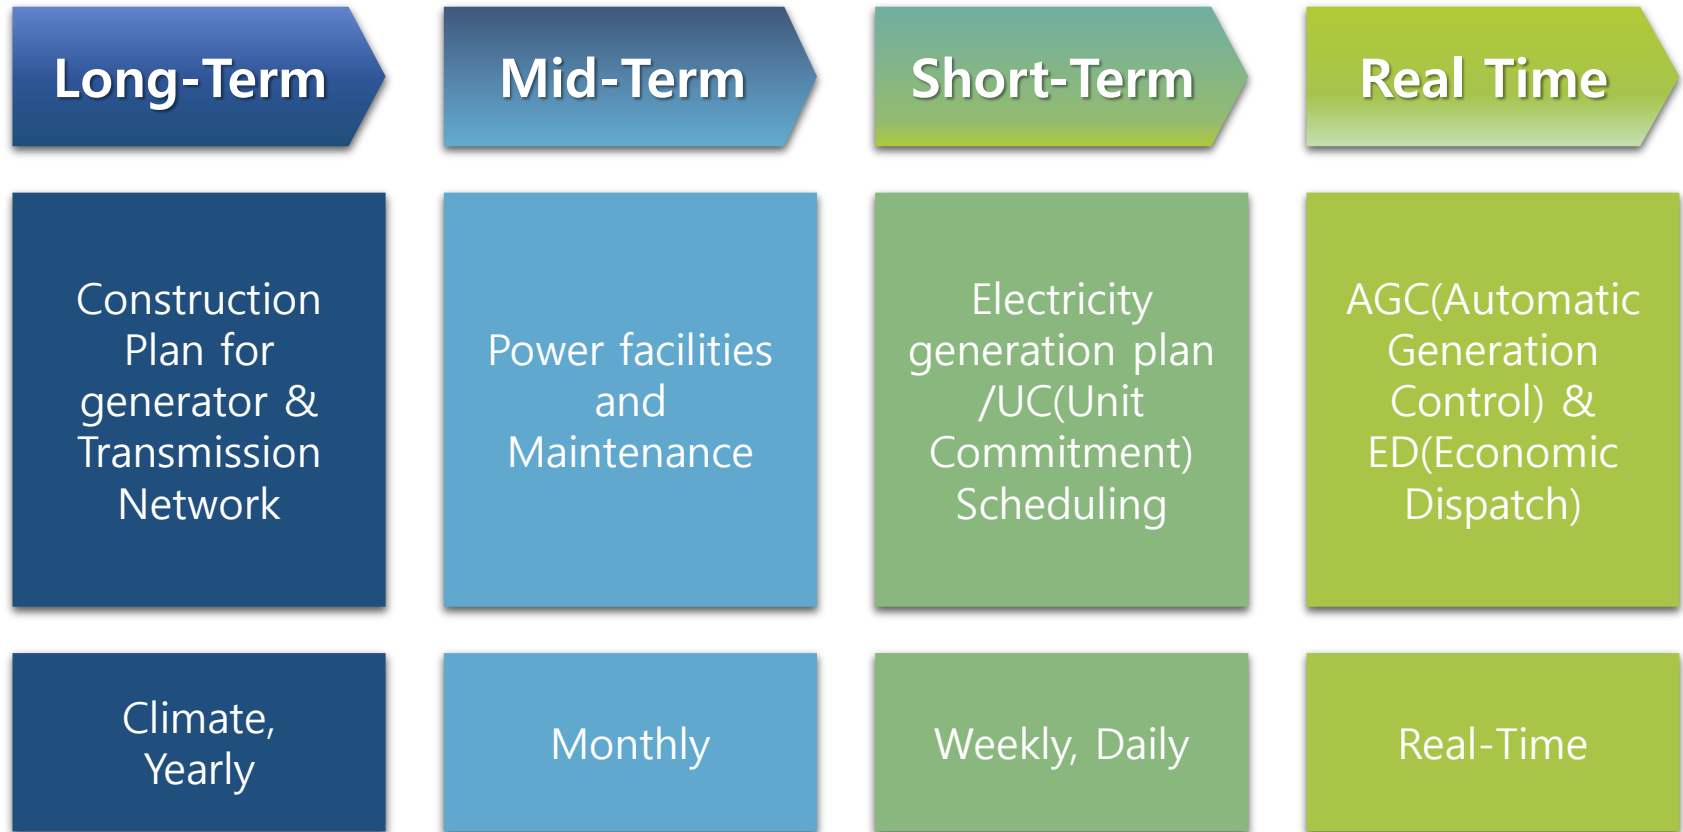 Long-Term
Mid-Term
Short-Term
Real Time
Construction
Plan for
generator &
Transmission
Network
Power facilities
and
Maintenance
Electricity
generation plan
/UC(Unit
Commitment)
Scheduling
AGC(Automatic
Generation
Control) &
ED(Economic
Dispatch)
Climate,
Yearly
Monthly
Weekly, Daily
Real-Time